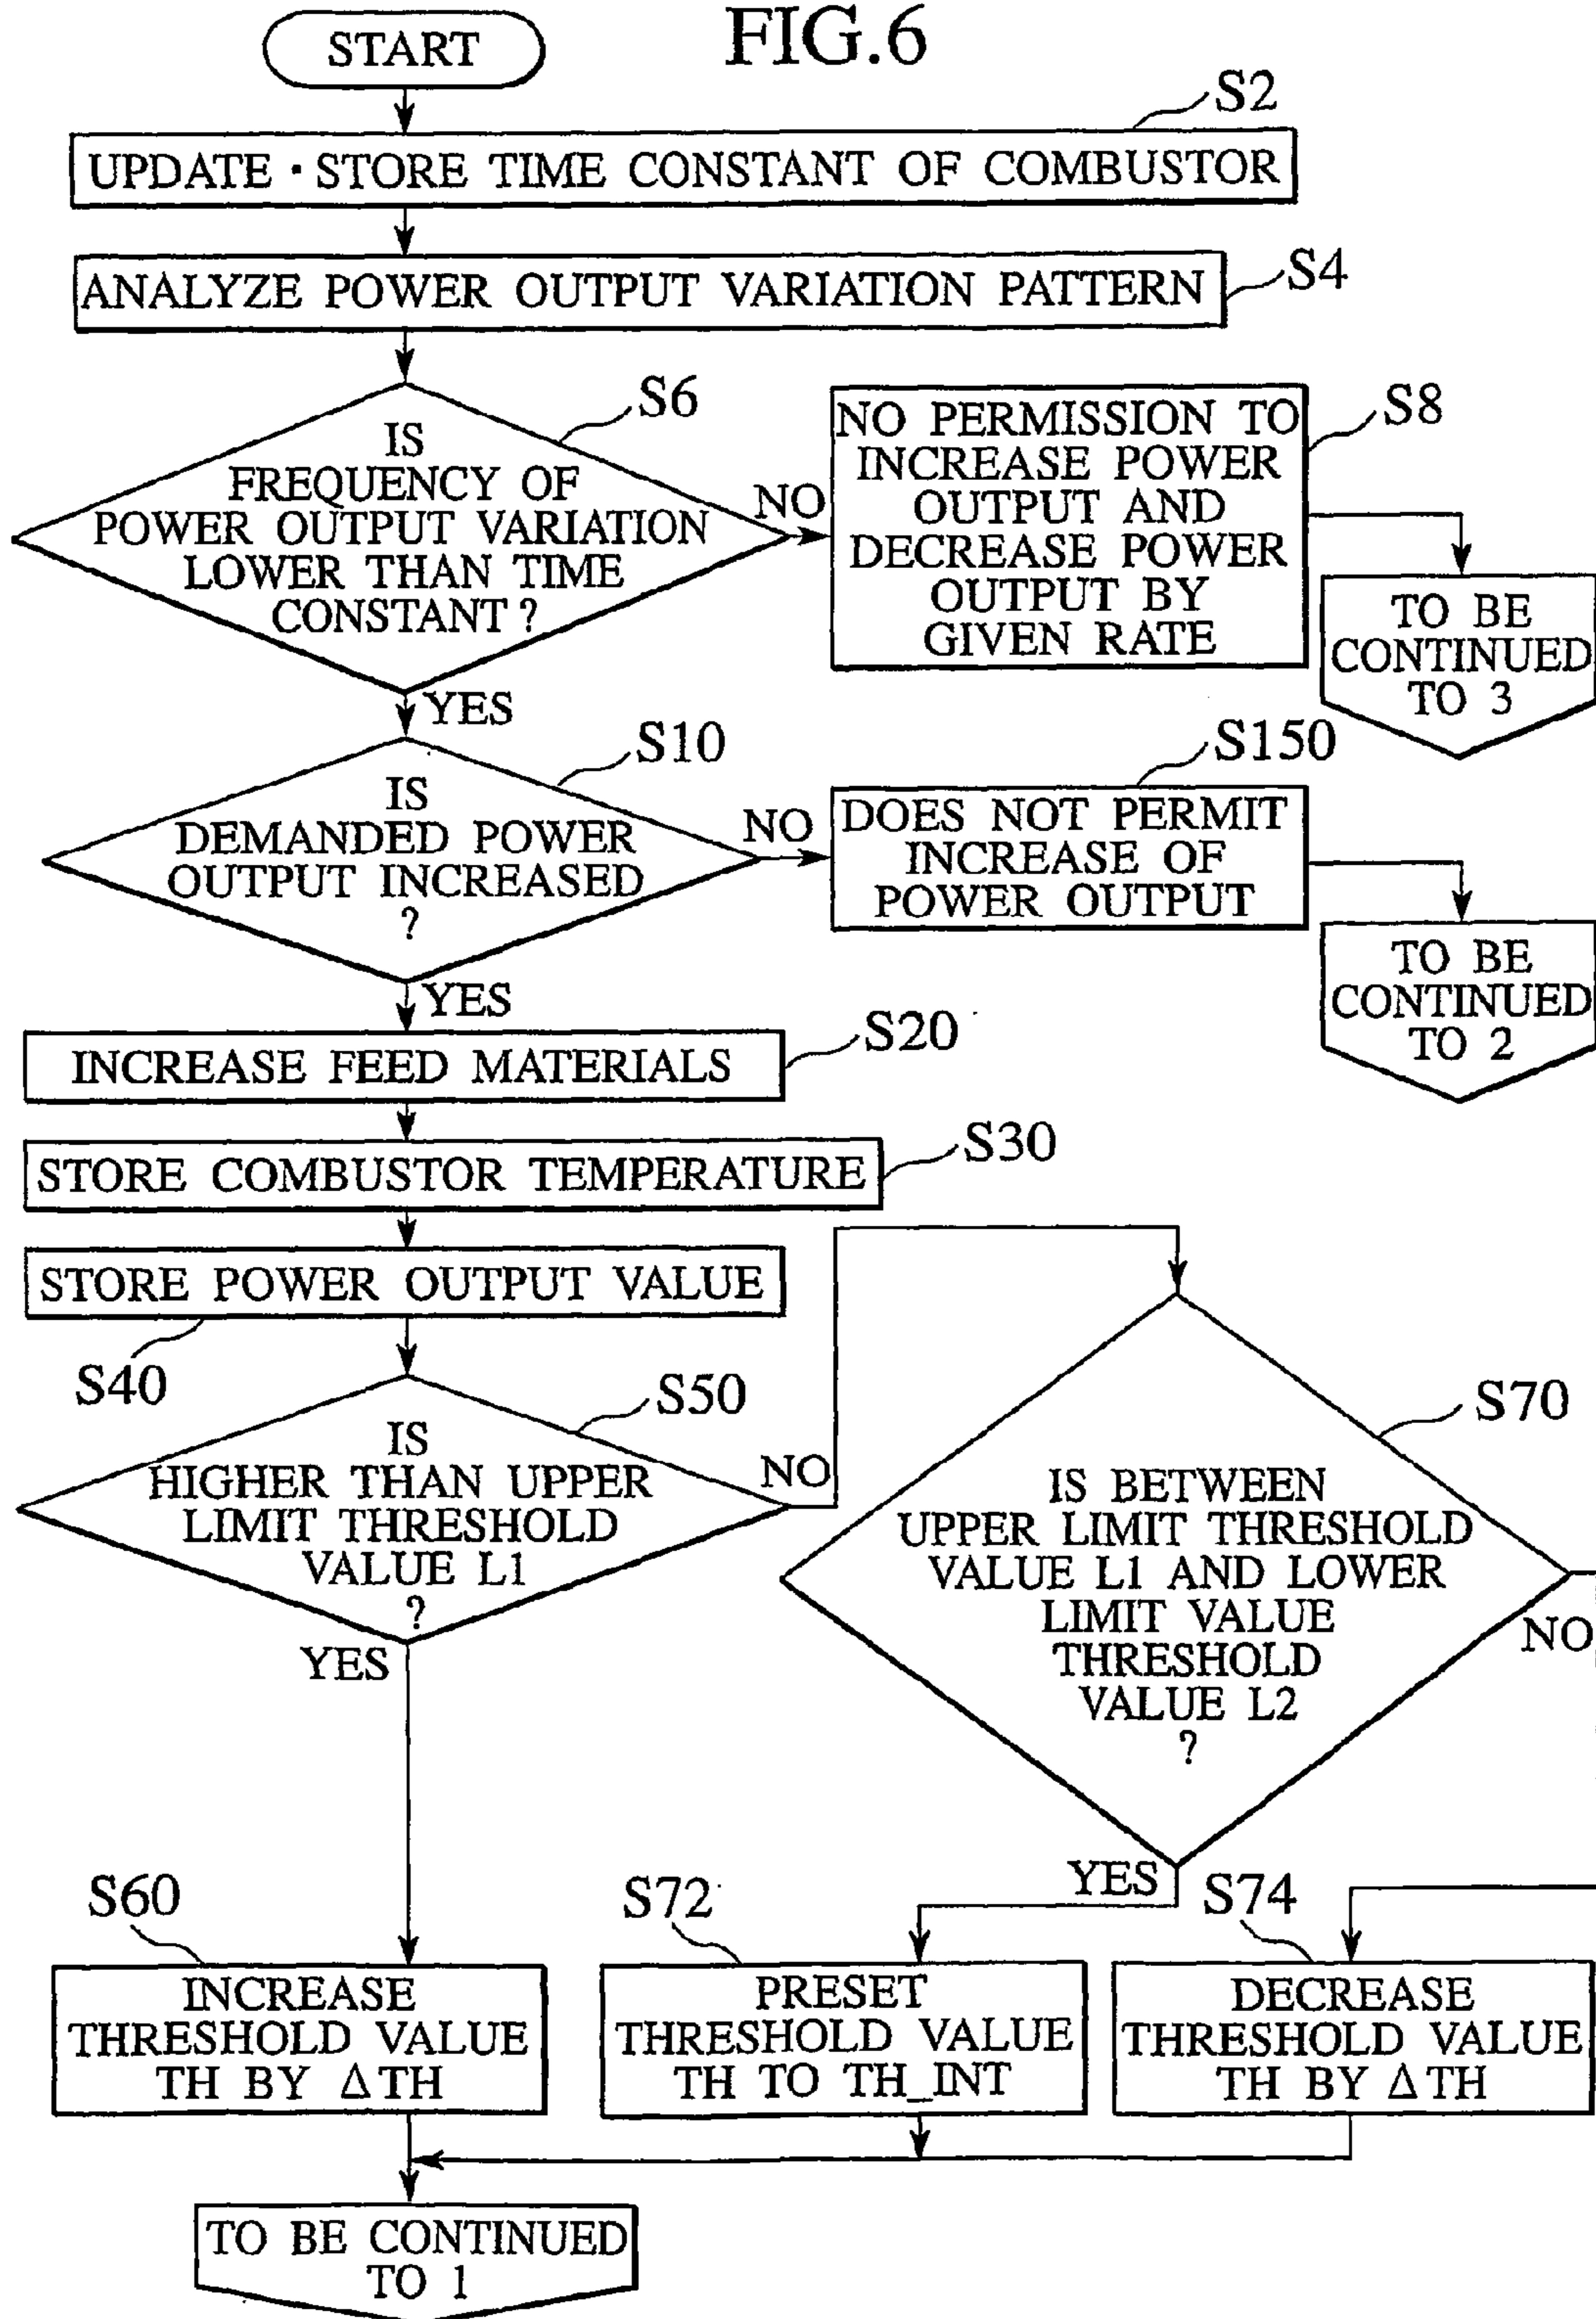 FIG.6
START
S2
UPDATE·STORE TIME CONSTANT OF COMBUSTOR
ANALYZE POWER OUTPUT VARIATION PATTERN
S4
S6
IS
FREQUENCY OF
POWER OUTPUT VARIATION
LOWER THAN TIME
CONSTANT?
NO
YES
S8
NO PERMISSION TO
INCREASE POWER
OUTPUT AND
DECREASE POWER
OUTPUT BY
GIVEN RATE
TO BE
CONTINUED
TO 3
S10
IS
DEMANDED POWER
OUTPUT INCREASED
?
NO
YES
S150
DOES NOT PERMIT
INCREASE OF
POWER OUTPUT
TO BE
CONTINUED
TO 2
S20
INCREASE FEED MATERIALS
S30
STORE COMBUSTOR TEMPERATURE
STORE POWER OUTPUT VALUE
S40
S50
IS
HIGHER THAN UPPER
LIMIT THRESHOLD
VALUE L1
?
NO
YES
S70
IS BETWEEN
UPPER LIMIT THRESHOLD
VALUE L1 AND LOWER
LIMIT VALUE
THRESHOLD
VALUE L2
?
NO
YES
S60
INCREASE
THRESHOLD VALUE
TH BY ΔTH
S72
PRESET
THRESHOLD VALUE
TH TO TH_INT
S74
DECREASE
THRESHOLD VALUE
TH BY ΔTH
TO BE CONTINUED
TO 1